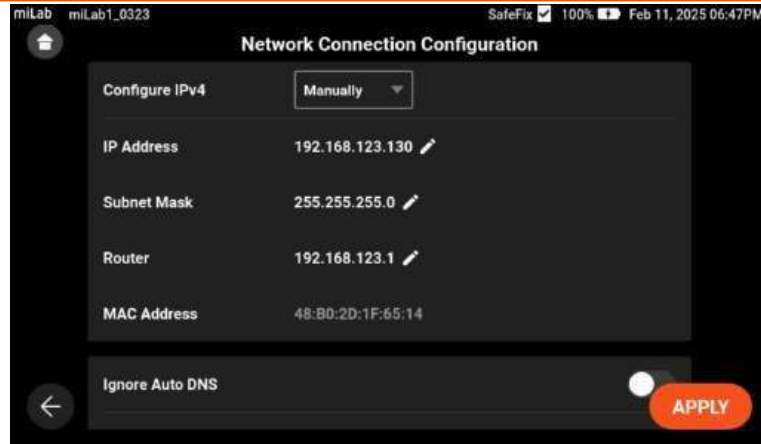 miLab miLab1_0323 SafeFix 100% Feb 11, 2025 06:47PM
Network Connection Configuration
Configure IPv4 Manually
IP Address 192.168.123.130
Subnet Mask 255.255.255.0
Router 192.168.123.1
MAC Address 48:B0:2D:1F:65:14
Ignore Auto DNS
APPLY